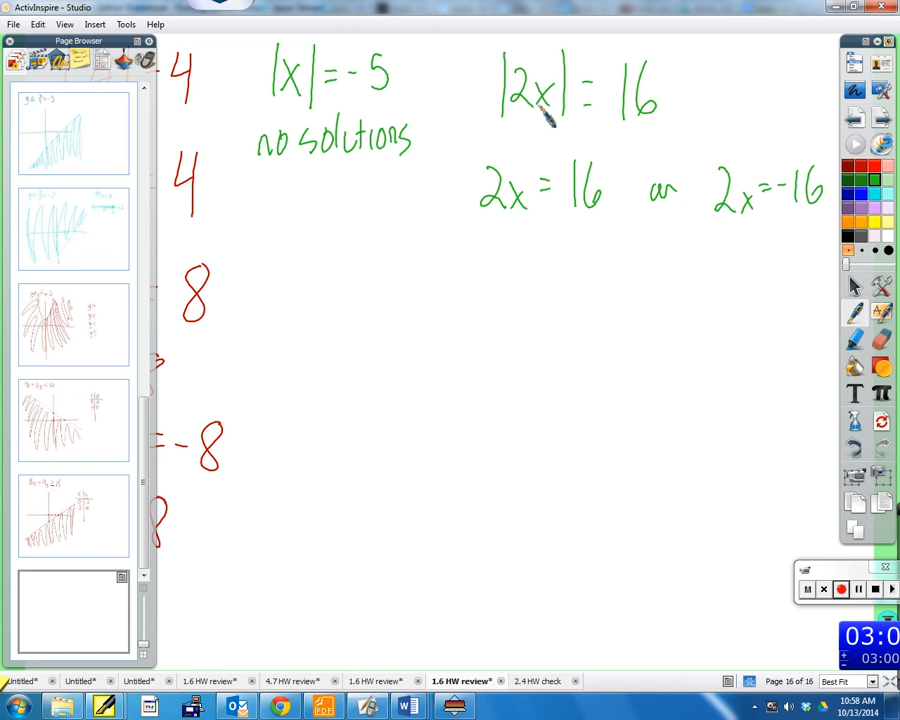 ActivInspire - Studio
File Edit View Insert Tools Help
Page Browser
-4
|x| = -5
|2x| = 16
no solutions
4
2x = 16 or 2x = -16
8
= -8
8
M
03:0
03:00
Untitled* Untitled* Untitled* 1.6 HW review* 4.7 HW review* 1.6 HW review* 1.6 HW review* 2.4 HW check
Page 16 of 16 Best Fit
10:58 AM
10/13/2014